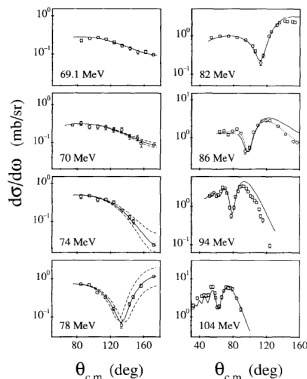 dσ/dω (mb/sr)
10⁰
10⁻¹
69.1 MeV
10⁰
82 MeV
10⁻¹
10⁰
10⁻¹
70 MeV
10¹
10⁰
86 MeV
10⁰
10⁻¹
74 MeV
10⁰
10⁻¹
94 MeV
10⁰
10⁻¹
78 MeV
80 120 160
10¹
10⁰
10⁻¹
104 MeV
40 80 120 160
θc.m. (deg) θc.m. (deg)